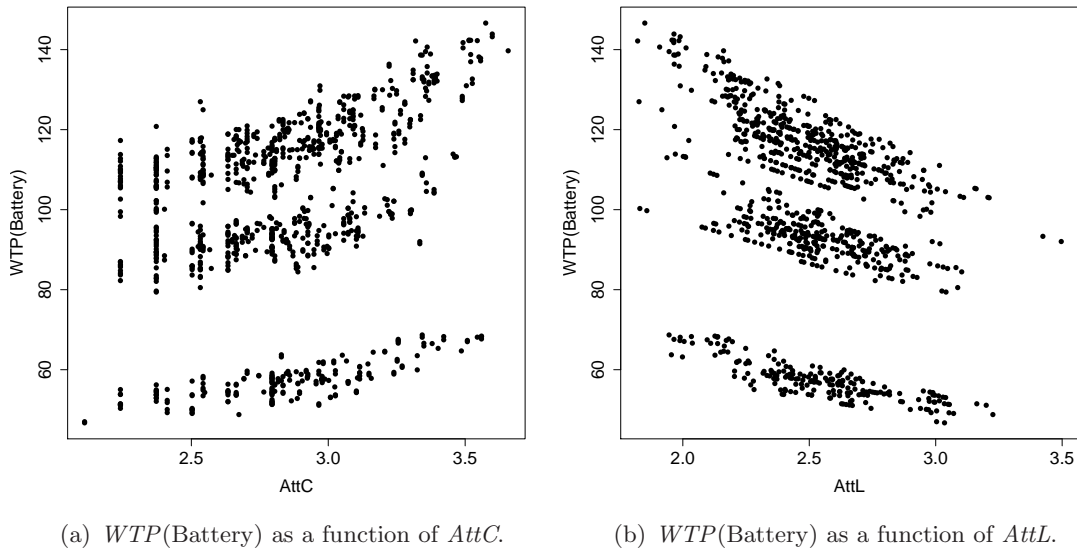 140
120
100
80
60
WTP(Battery)
2.5
3.0
3.5
AttC
140
120
100
80
60
WTP(Battery)
2.0
2.5
3.0
3.5
AttL
(a) WTP(Battery) as a function of AttC.
(b) WTP(Battery) as a function of AttL.